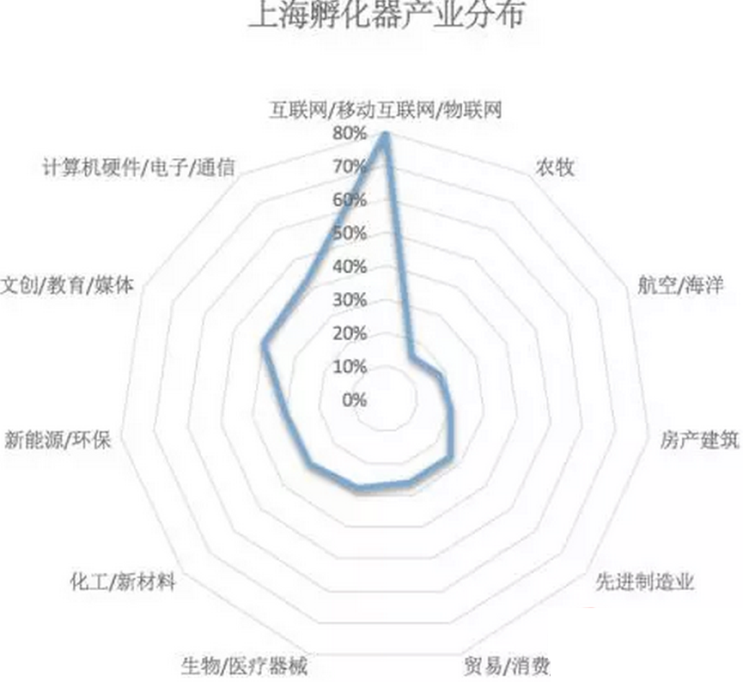 上海孵化器产业分布
互联网/移动互联网/物联网
80%
计算机硬件/电子/通信
农牧
70%
60%
50%
文创/教育/媒体
航空/海洋
40%
30%
20%
10%
0%
新能源/环保
房产建筑
化工/新材料
先进制造业
生物/医疗器械
贸易/消费